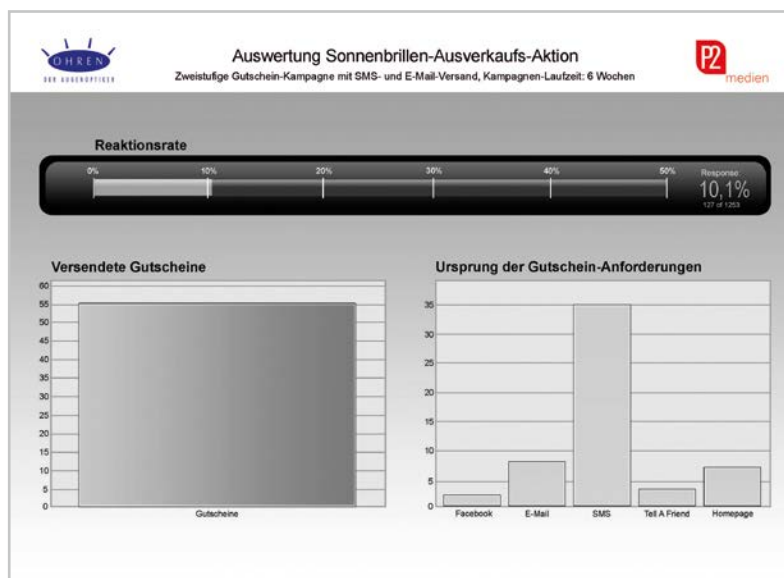 OHREN
DER AUGENOPTIKER
Auswertung Sonnenbrillen-Ausverkaufs-Aktion
Zweistufige Gutschein-Kampagne mit SMS- und E-Mail-Versand, Kampagnen-Laufzeit: 6 Wochen
P2
medien
Reaktionsrate
0% 10% 20% 30% 40% 50%
Response:
10,1%
127 of 1253
Versendete Gutscheine
60
55
50
45
40
35
30
25
20
15
10
5
0
Gutscheine
Ursprung der Gutschein-Anforderungen
35
30
25
20
15
10
5
0
Facebook E-Mail SMS Tell A Friend Homepage